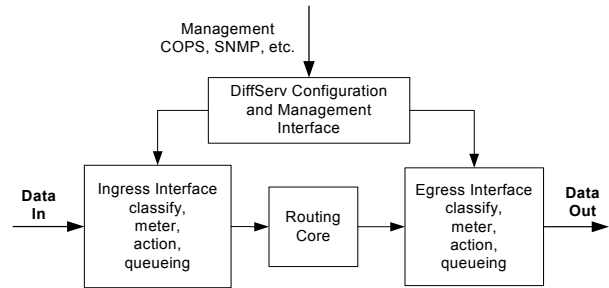 Management
COPS, SNMP, etc.
DiffServ Configuration
and Management
Interface
Data
In
Ingress Interface
classify,
meter,
action,
queueing
Routing
Core
Egress Interface
classify,
meter,
action,
queueing
Data
Out